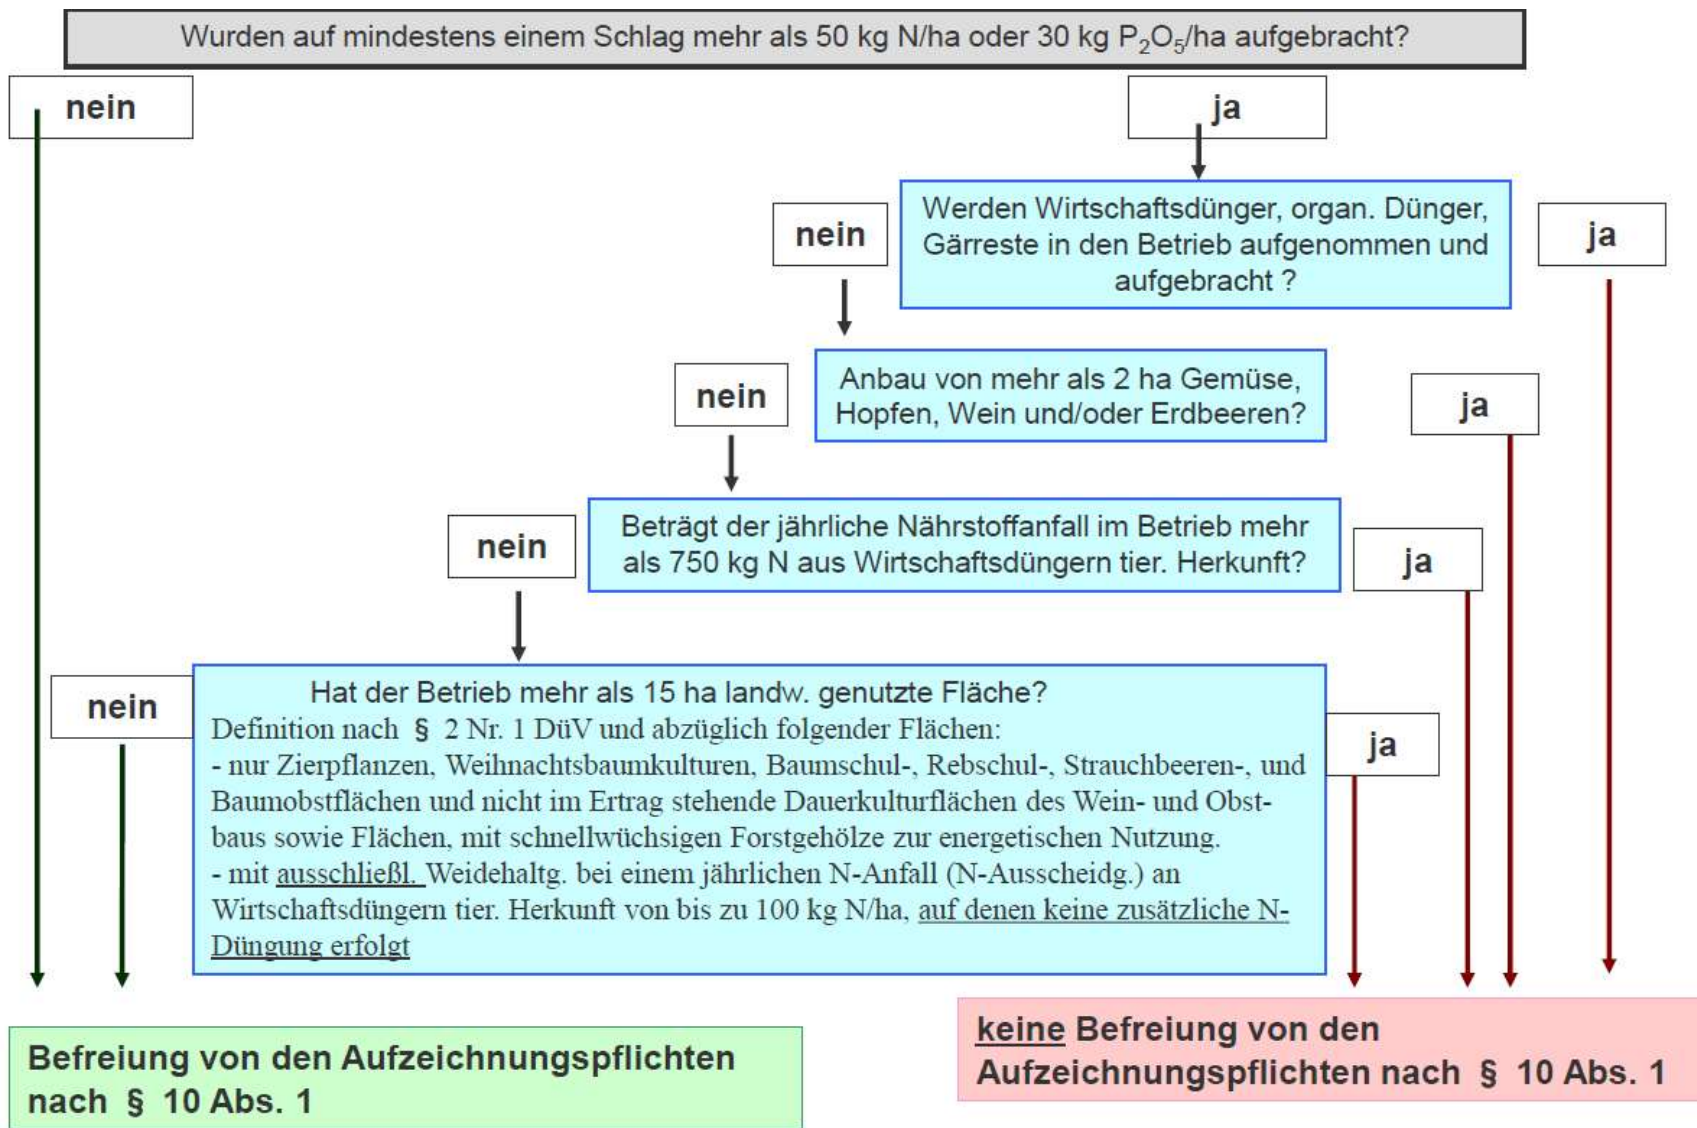 Wurden auf mindestens einem Schlag mehr als 50 kg N/ha oder 30 kg P₂O₅/ha aufgebracht?
nein
ja
Werden Wirtschaftsdünger, organ. Dünger,
Gärreste in den Betrieb aufgenommen und
aufgebracht ?
nein
ja
Anbau von mehr als 2 ha Gemüse,
Hopfen, Wein und/oder Erdbeeren?
nein
ja
Beträgt der jährliche Nährstoffanfall im Betrieb mehr
als 750 kg N aus Wirtschaftsdüngern tier. Herkunft?
nein
ja
Hat der Betrieb mehr als 15 ha landw. genutzte Fläche?
Definition nach § 2 Nr. 1 DüV und abzüglich folgender Flächen:
- nur Zierpflanzen, Weihnachtsbaumkulturen, Baumschul-, Rebschul-, Strauchbeeren-, und
Baumobstflächen und nicht im Ertrag stehende Dauerkulturflächen des Wein- und Obst-
baus sowie Flächen, mit schnellwüchsigen Forstgehölze zur energetischen Nutzung.
- mit ausschließl. Weidehaltg. bei einem jährlichen N-Anfall (N-Ausscheidg.) an
Wirtschaftsdüngern tier. Herkunft von bis zu 100 kg N/ha, auf denen keine zusätzliche N-
Düngung erfolgt
nein
ja
Befreiung von den Aufzeichnungspflichten
nach § 10 Abs. 1
keine Befreiung von den
Aufzeichnungspflichten nach § 10 Abs. 1